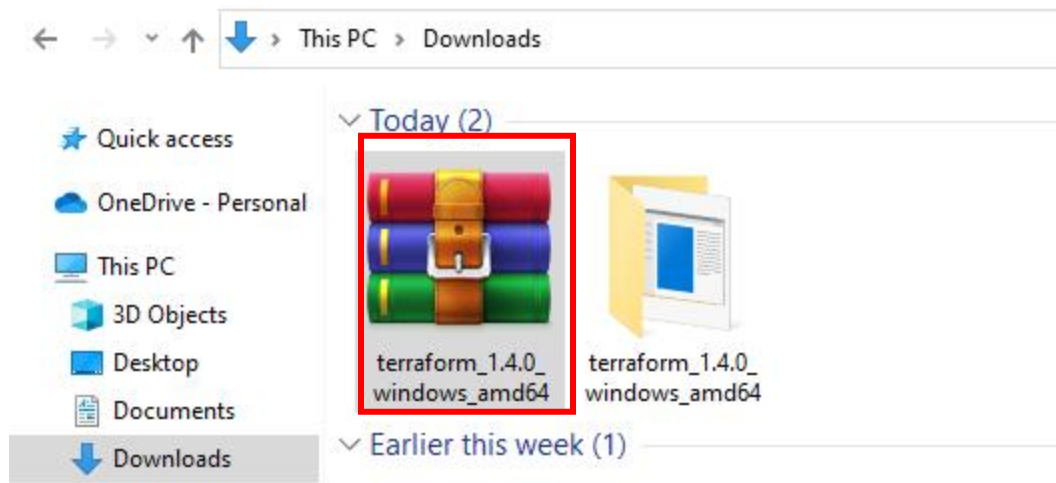 This PC > Downloads
Quick access
OneDrive - Personal
This PC
3D Objects
Desktop
Documents
Downloads
Today (2)
terraform_1.4.0_
windows_amd64
terraform_1.4.0_
windows_amd64
Earlier this week (1)